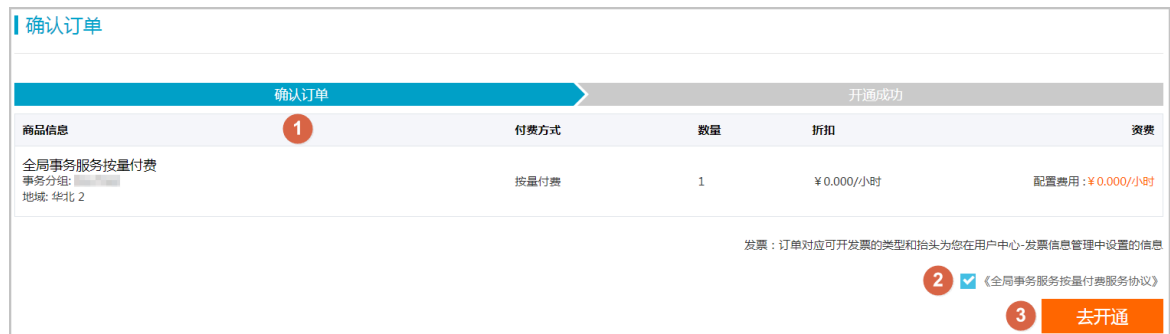 确认订单
确认订单 开通成功
商品信息 1 付费方式 数量 折扣 资费
全局事务服务按量付费
事务分组:
地域: 华北 2
按量付费 1 ¥0.000/小时 配置费用 :¥0.000/小时
发票：订单对应可开发票的类型和抬头为您在用户中心-发票信息管理中设置的信息
2 《全局事务服务按量付费服务协议》
3 去开通